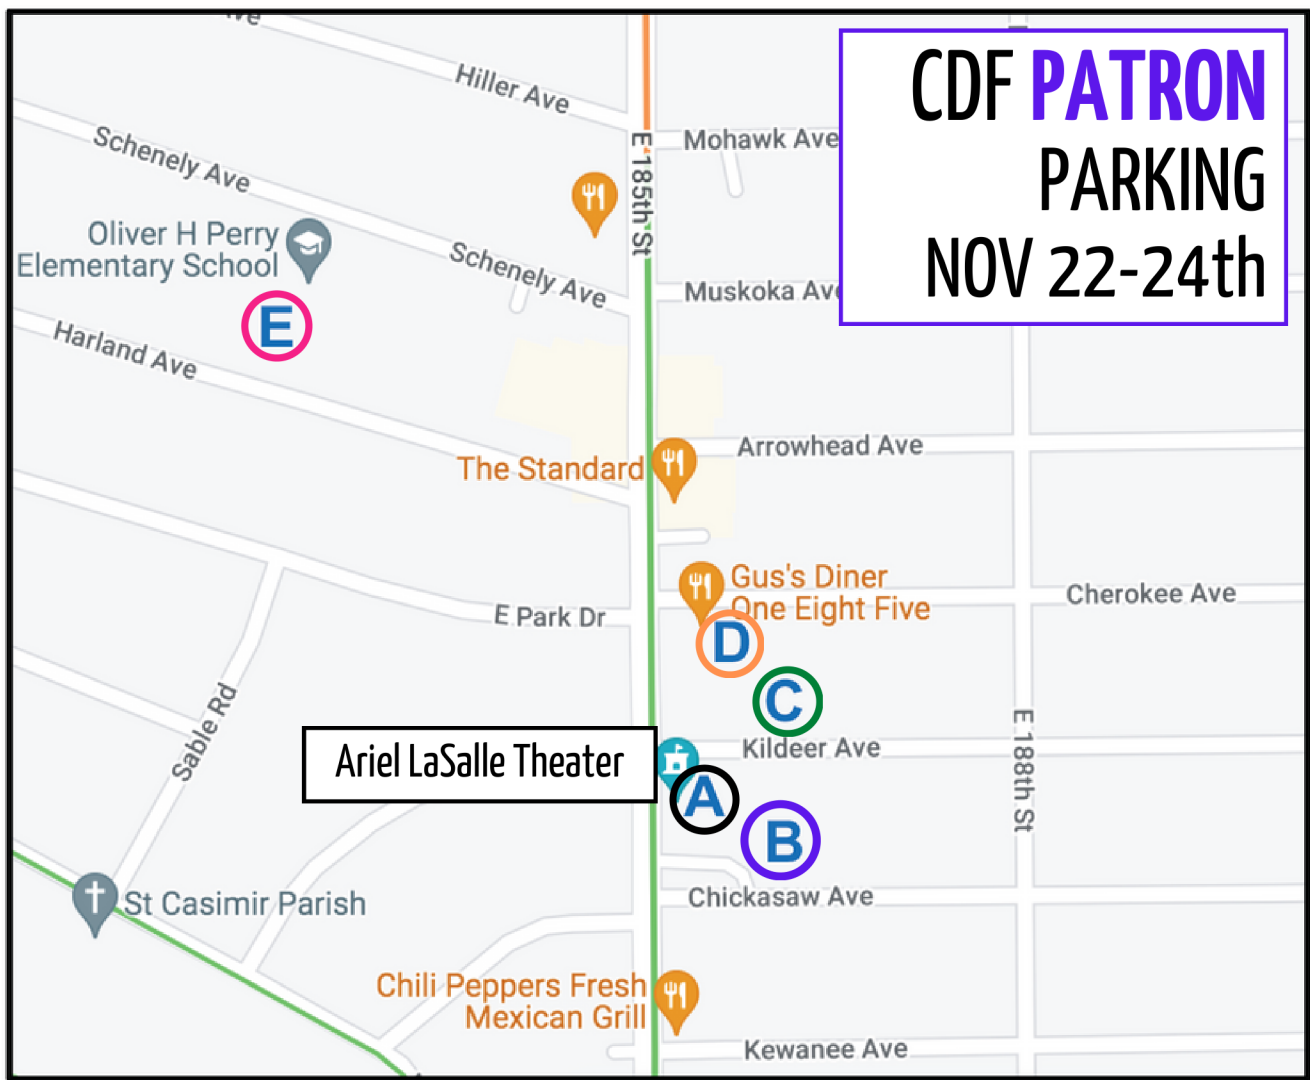 ve
Hiller Ave
CDF PATRON
PARKING
NOV 22-24th
Mohawk Ave
E 185th St
Schenely Ave
Oliver H Perry
Elementary School
Schenely Ave
Muskoka Ave
E
Harland Ave
The Standard
Arrowhead Ave
Gus's Diner
One Eight Five
Cherokee Ave
E Park Dr
D
C
Sable Rd
Ariel LaSalle Theater
Kildeer Ave
E 188th St
A
B
St Casimir Parish
Chickasaw Ave
Chili Peppers Fresh
Mexican Grill
Kewanee Ave